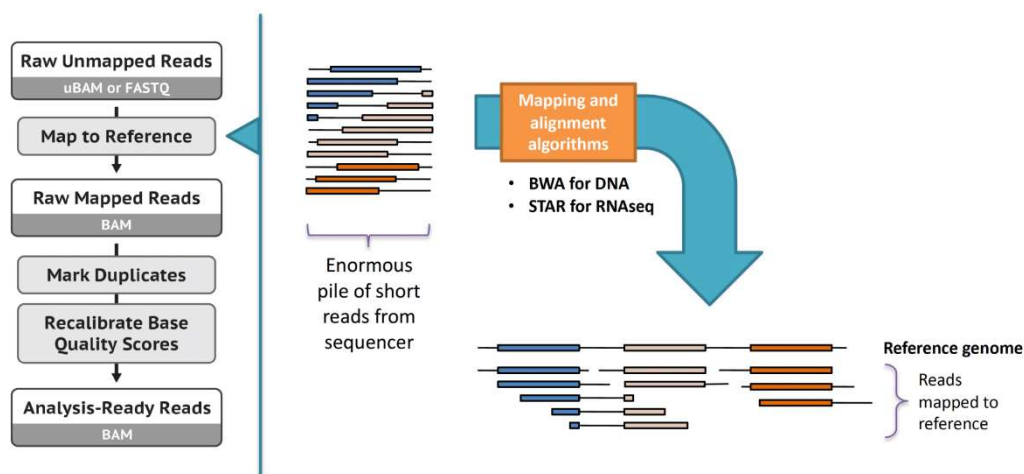 Raw Unmapped Reads
uBAM or FASTQ
Map to Reference
Raw Mapped Reads
BAM
Mark Duplicates
Recalibrate Base
Quality Scores
Analysis-Ready Reads
BAM
Enormous
pile of short
reads from
sequencer
Mapping and
alignment
algorithms
• BWA for DNA
• STAR for RNAseq
Reference genome
Reads
mapped to
reference